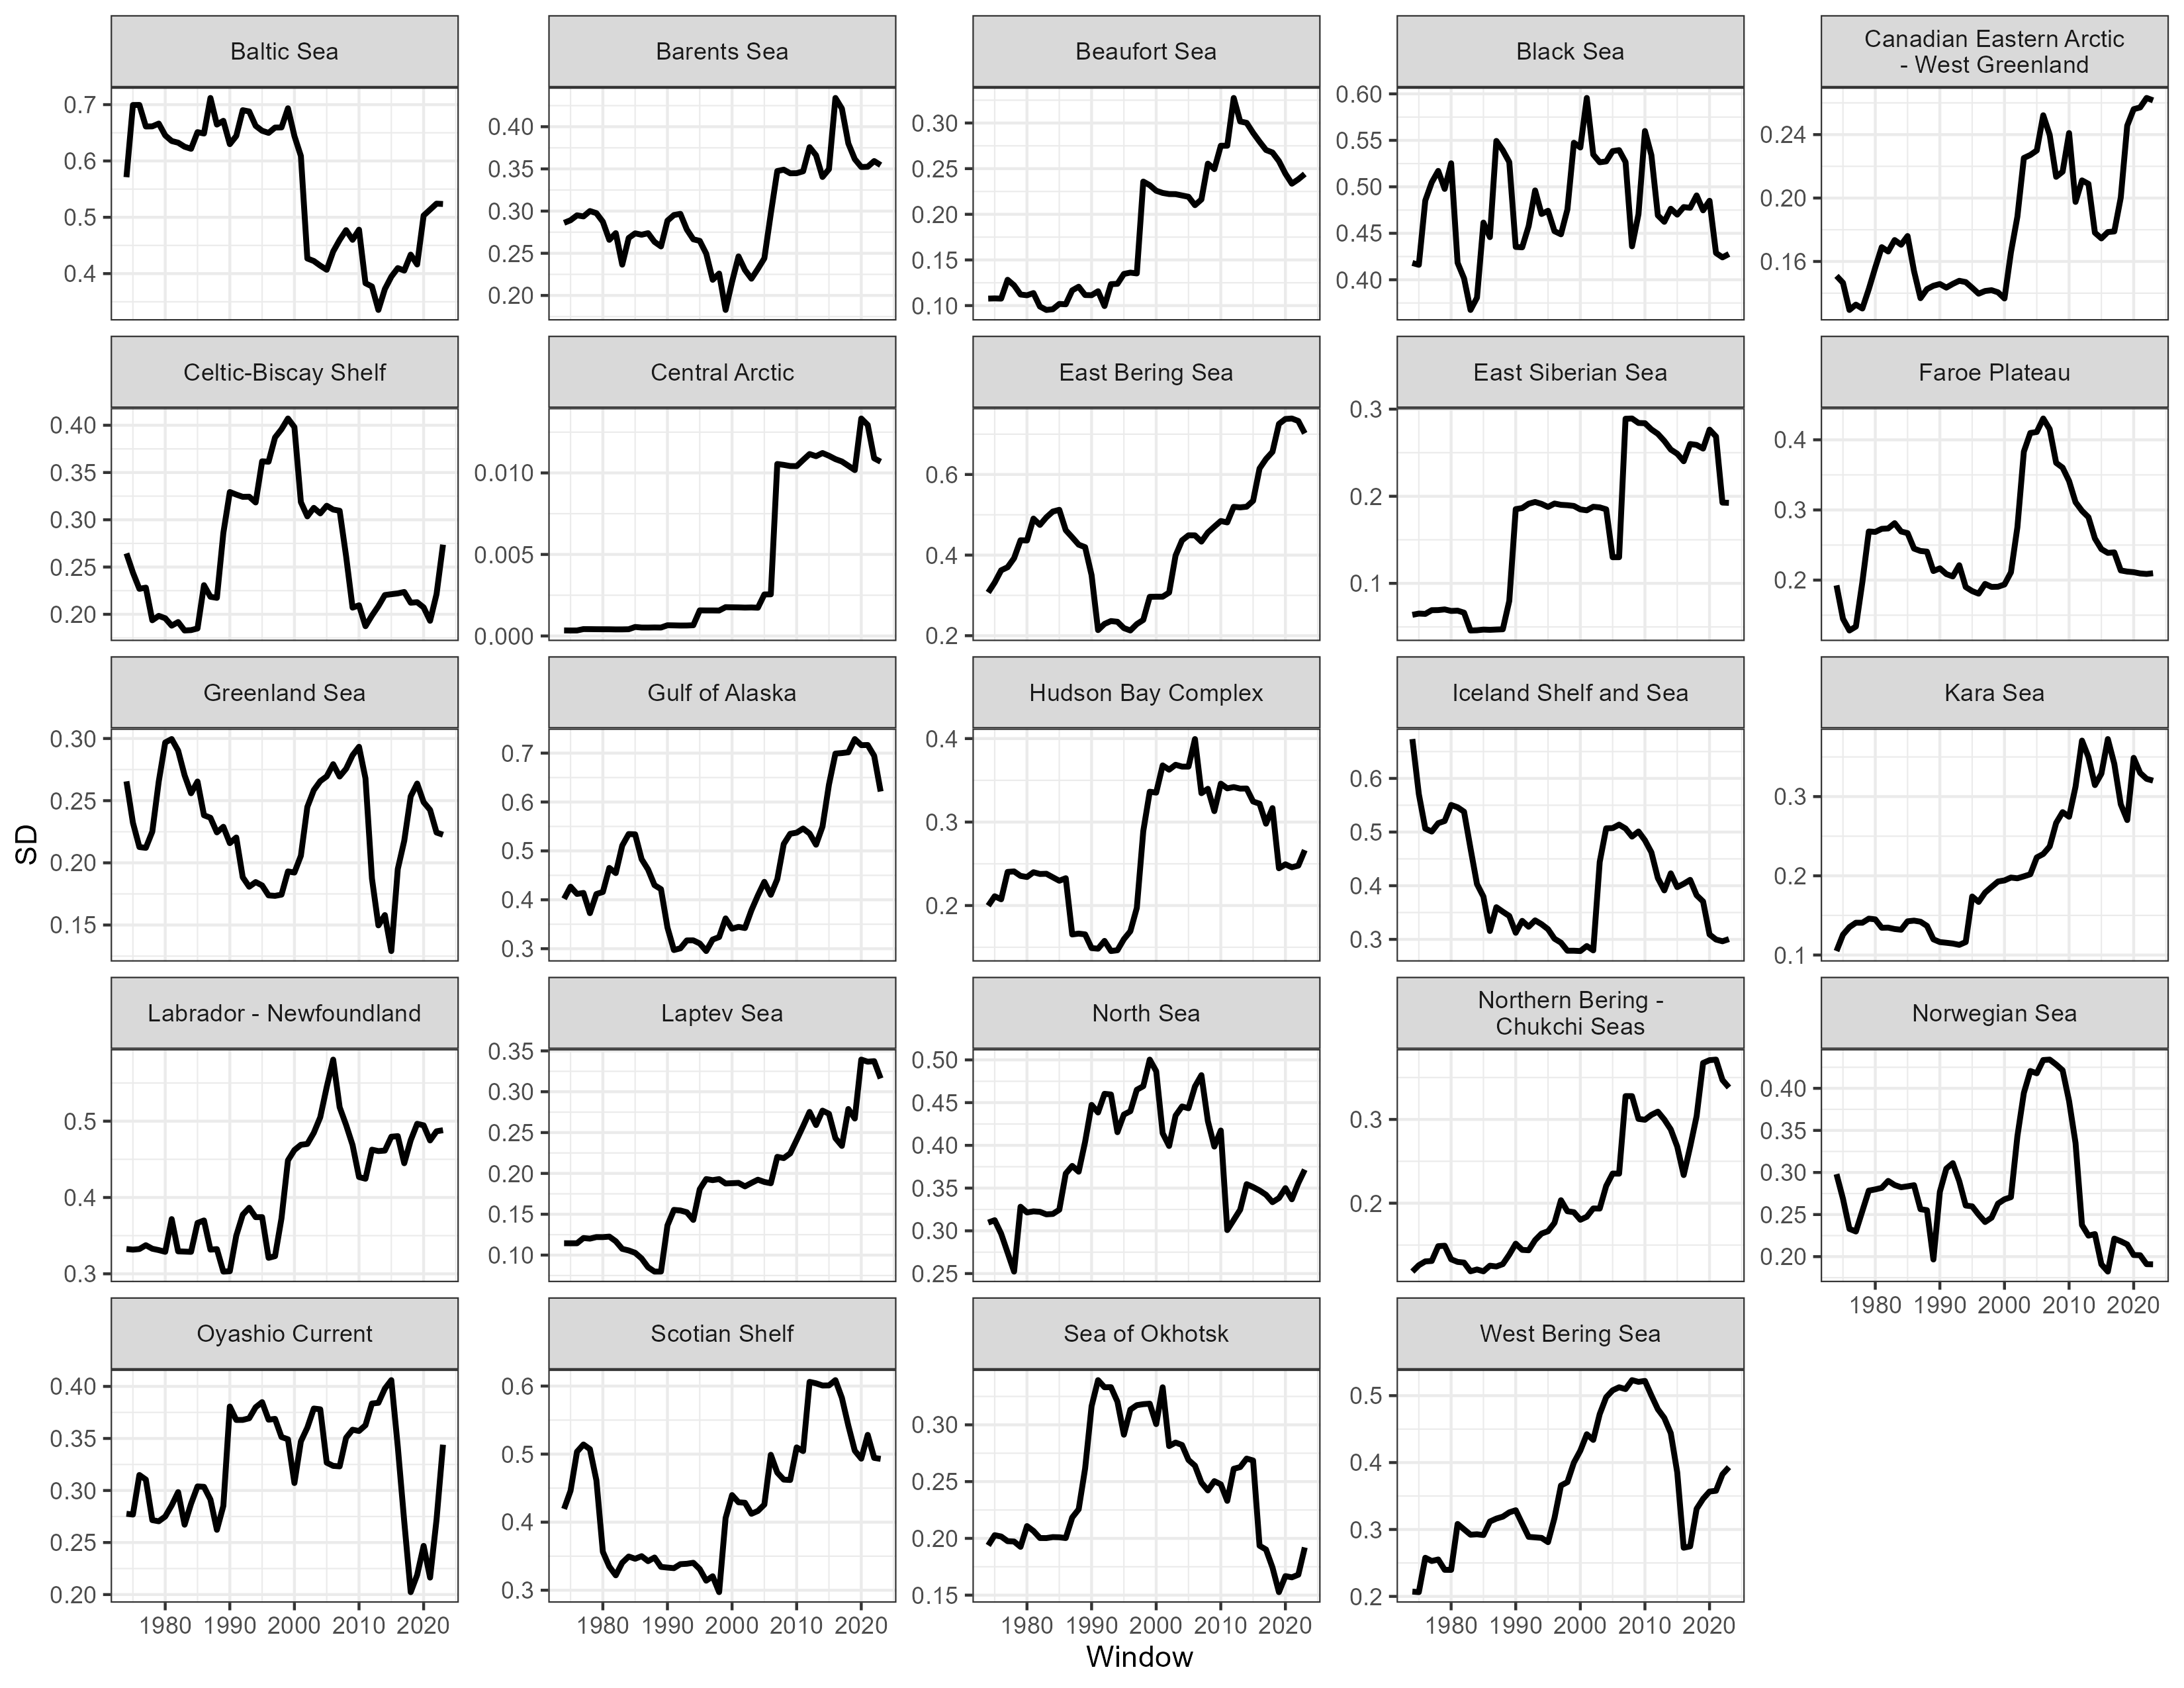 Baltic Sea
Barents Sea
Beaufort Sea
Black Sea
Canadian Eastern Arctic
- West Greenland
0.7
0.6
0.5
0.4
0.40
0.35
0.30
0.25
0.20
0.30
0.25
0.20
0.15
0.10
0.60
0.55
0.50
0.45
0.40
0.24
0.20
0.16
Celtic-Biscay Shelf
Central Arctic
East Bering Sea
East Siberian Sea
Faroe Plateau
0.40
0.35
0.30
0.25
0.20
0.010
0.005
0.000
0.6
0.4
0.2
0.3
0.2
0.1
0.4
0.3
0.2
Greenland Sea
Gulf of Alaska
Hudson Bay Complex
Iceland Shelf and Sea
Kara Sea
0.30
0.25
0.20
0.15
0.7
0.6
0.5
0.4
0.3
0.4
0.3
0.2
0.6
0.5
0.4
0.3
0.3
0.2
0.1
SD
Labrador - Newfoundland
Laptev Sea
North Sea
Northern Bering -
Chukchi Seas
Norwegian Sea
0.5
0.4
0.3
0.35
0.30
0.25
0.20
0.15
0.10
0.50
0.45
0.40
0.35
0.30
0.25
0.3
0.2
0.40
0.35
0.30
0.25
0.20
1980 1990 2000 2010 2020
Oyashio Current
Scotian Shelf
Sea of Okhotsk
West Bering Sea
0.40
0.35
0.30
0.25
0.20
0.6
0.5
0.4
0.3
0.30
0.25
0.20
0.15
0.5
0.4
0.3
0.2
1980 1990 2000 2010 2020
1980 1990 2000 2010 2020
1980 1990 2000 2010 2020
1980 1990 2000 2010 2020
Window